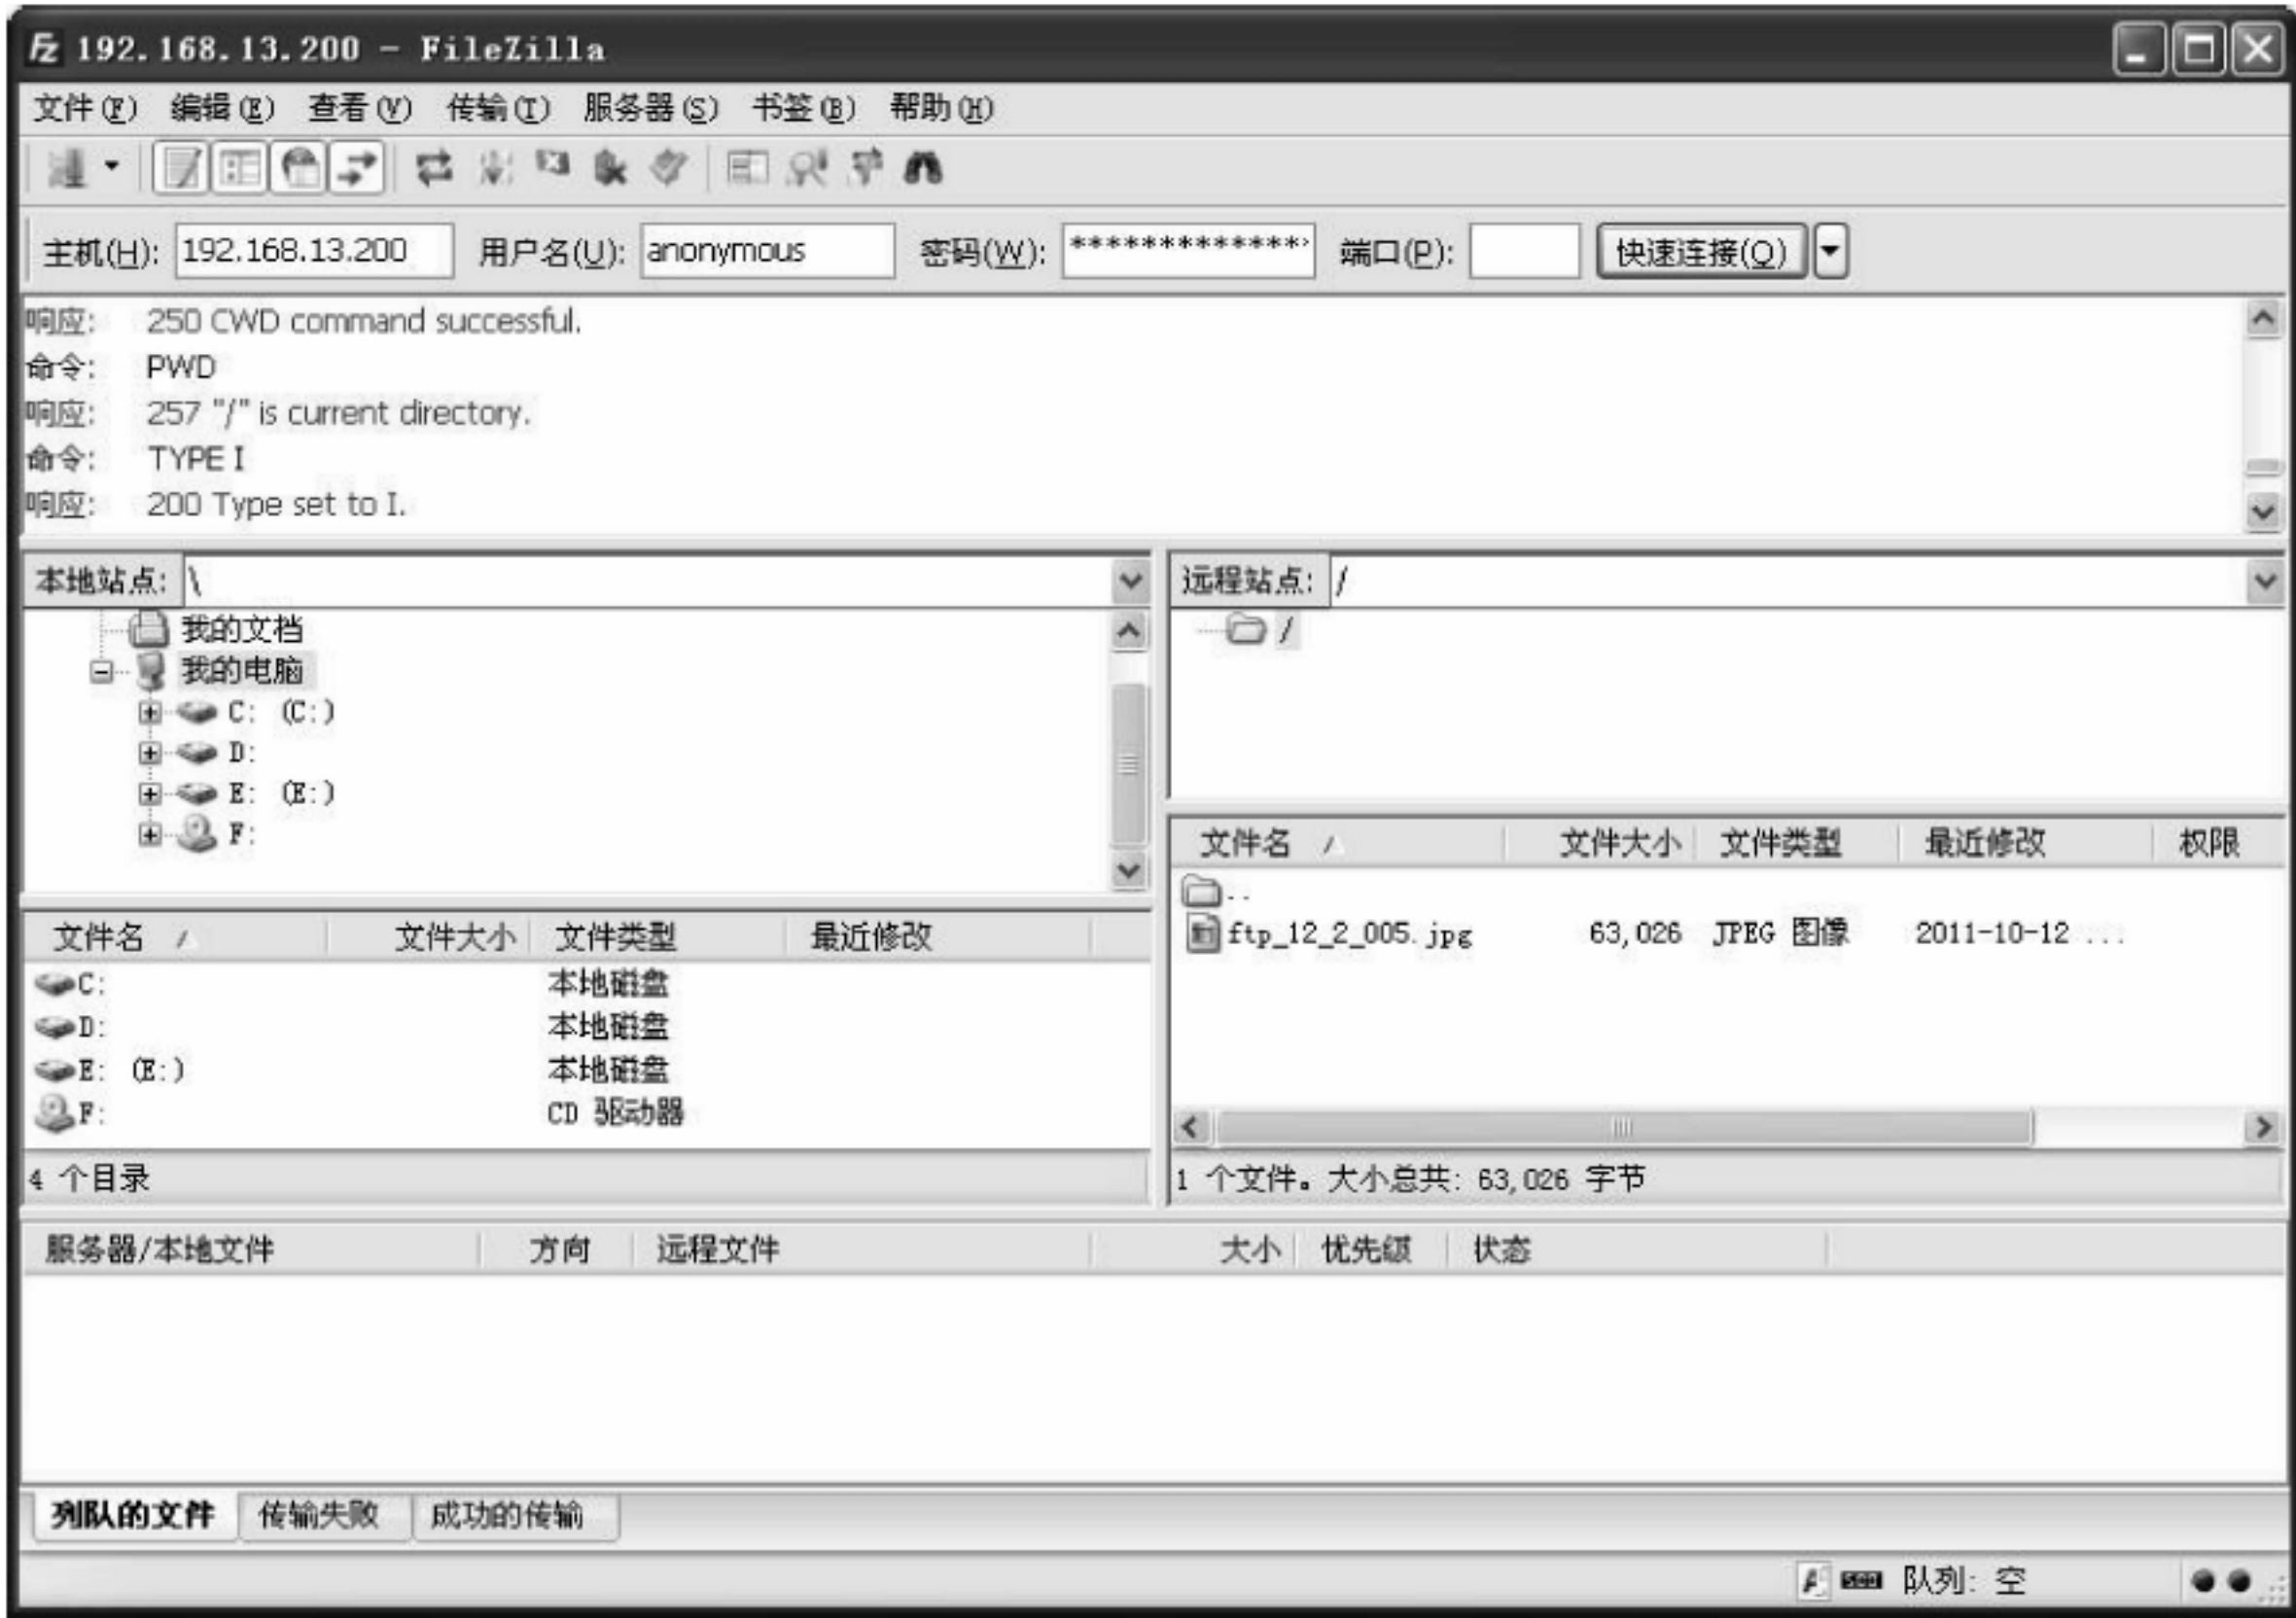 192.168.13.200 - FileZilla
文件(F) 编辑(E) 查看(V) 传输(T) 服务器(S) 书签(B) 帮助(H)
主机(H): 192.168.13.200 用户名(U): anonymous 密码(W): ************** 端口(P): 快速连接(Q)
响应: 250 CWD command successful.
命令: PWD
响应: 257 "/" is current directory.
命令: TYPE I
响应: 200 Type set to I.
本地站点: \
我的文档
我的电脑
C: (C:)
D:
E: (E:)
F:
文件名 文件大小 文件类型 最近修改
C: 本地磁盘
D: 本地磁盘
E: (E:) 本地磁盘
F: CD 驱动器
4 个目录
远程站点: /
/
文件名 文件大小 文件类型 最近修改 权限
..
ftp_12_2_005.jpg 63,026 JPEG 图像 2011-10-12 ...
1 个文件。大小总共: 63,026 字节
服务器/本地文件 方向 远程文件 大小 优先级 状态
列队的文件 传输失败 成功的传输
队列: 空